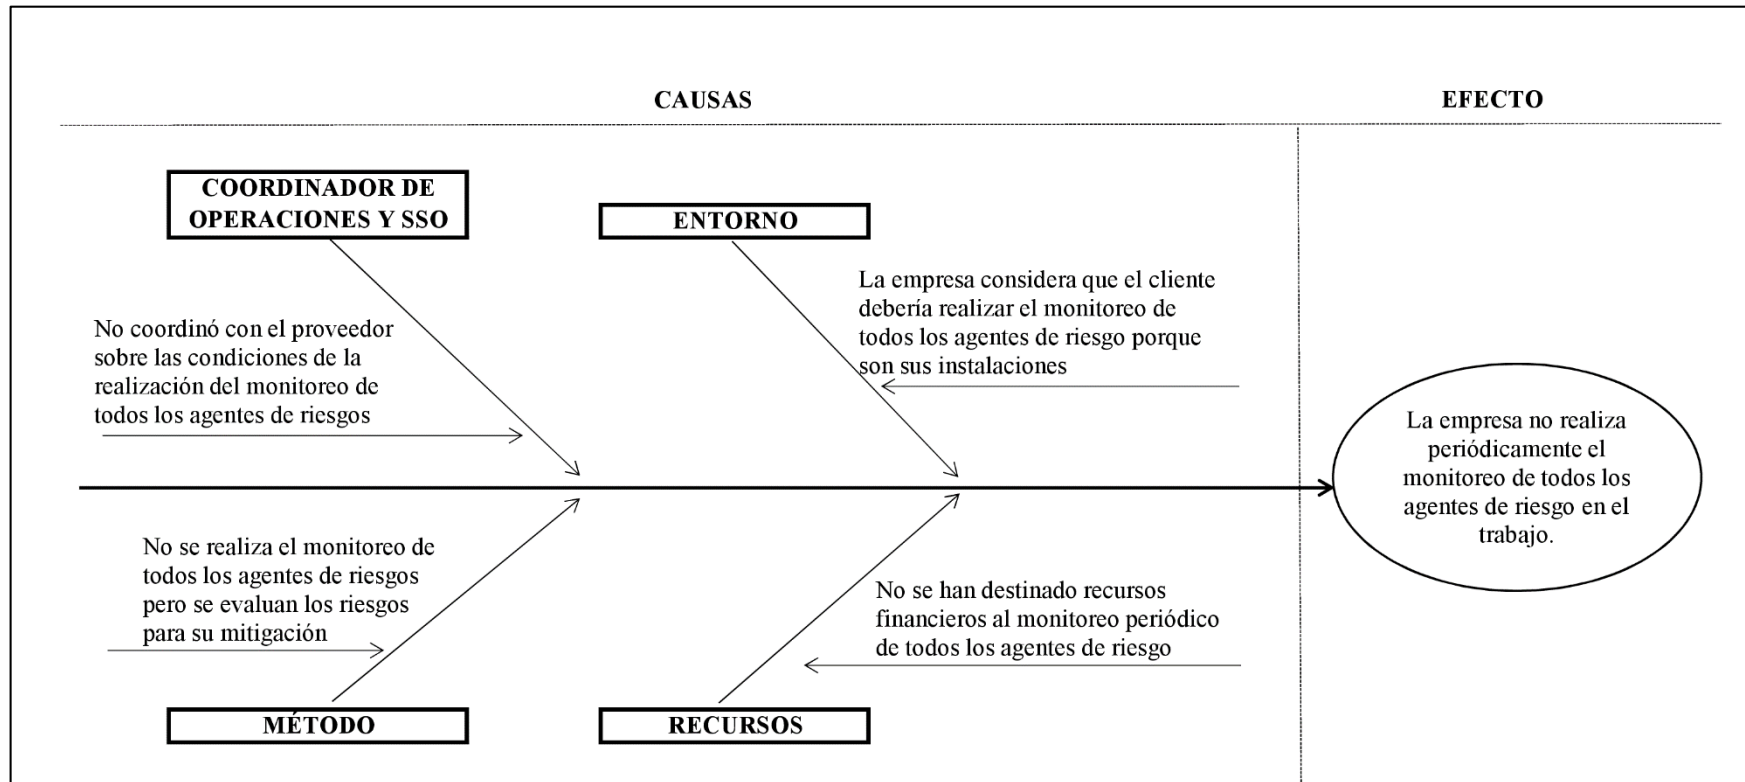 CAUSAS
EFECTO
COORDINADOR DE
OPERACIONES Y SSO
ENTORNO
La empresa considera que el cliente
debería realizar el monitoreo de
todos los agentes de riesgo porque
son sus instalaciones
No coordinó con el proveedor
sobre las condiciones de la
realización del monitoreo de
todos los agentes de riesgos
La empresa no realiza
periódicamente el
monitoreo de todos los
agentes de riesgo en el
trabajo.
No se realiza el monitoreo de
todos los agentes de riesgos
pero se evaluan los riesgos
para su mitigación
No se han destinado recursos
financieros al monitoreo periódico
de todos los agentes de riesgo
MÉTODO
RECURSOS